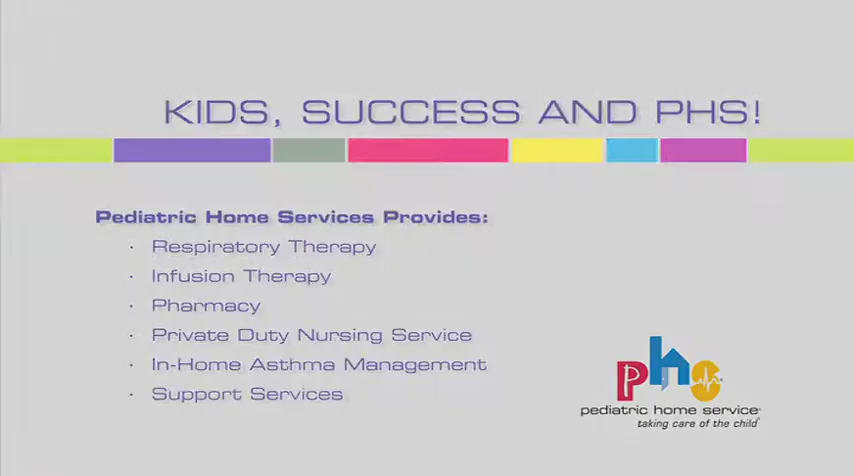 KIDS, SUCCESS AND PHS!
Pediatric Home Services Provides:
· Respiratory Therapy
· Infusion Therapy
· Pharmacy
· Private Duty Nursing Service
· In-Home Asthma Management
· Support Services
phs
pediatric home service®
taking care of the child®